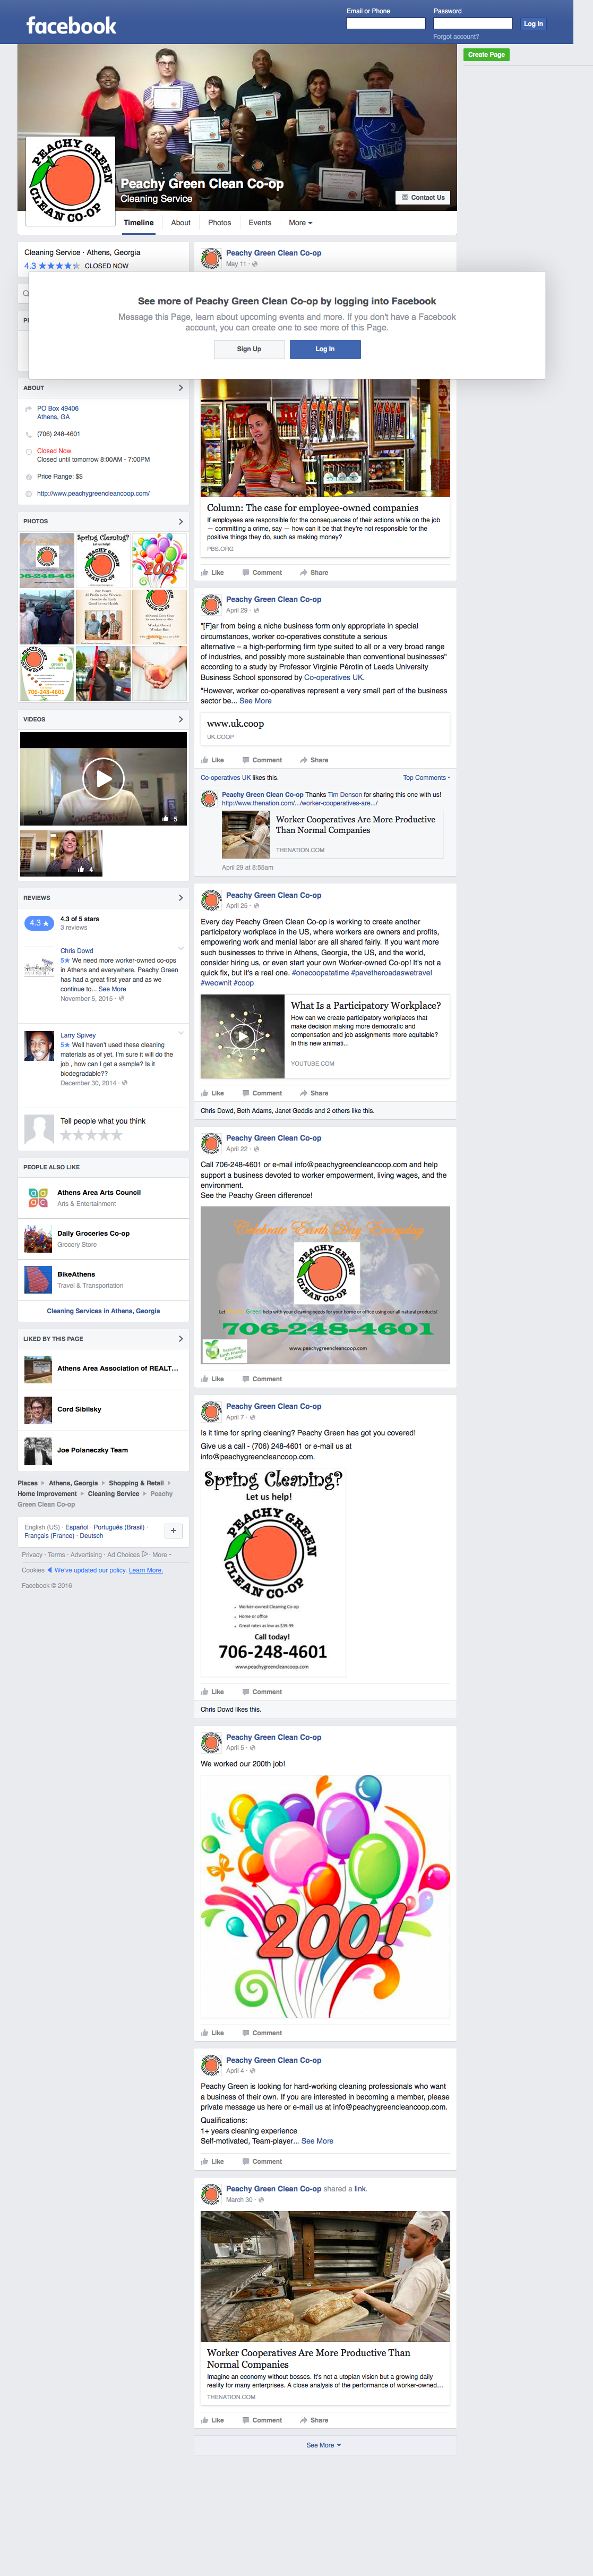 facebook
Email or Phone
Password
Log In
Forgot account?
Create Page
PEACHY GREEN
CLEAN CO-OP
Peachy Green Clean Co-op
Cleaning Service
Contact Us
Timeline
About
Photos
Events
More
Cleaning Service · Athens, Georgia
4.3 ★★★★★ CLOSED NOW
Peachy Green Clean Co-op
May 11 ·
See more of Peachy Green Clean Co-op by logging into Facebook
Message this Page, learn about upcoming events and more. If you don't have a Facebook
account, you can create one to see more of this Page.
Sign Up
Log In
ABOUT
PO Box 49406
Athens, GA
(706) 248-4601
Closed Now
Closed until tomorrow 8:00AM - 7:00PM
Price Range: $$
http://www.peachygreencleancoop.com/
PHOTOS
Spring Cleaning?
Let us help!
200!
706-248-4601
VIDEOS
5
4
REVIEWS
4.3 ★
4.3 of 5 stars
3 reviews
Chris Dowd
5★ We need more worker-owned co-ops
in Athens and everywhere. Peachy Green
has had a great first year and as we
continue to... See More
November 5, 2015 ·
Larry Spivey
5★ Well haven't used these cleaning
materials as of yet. I'm sure it will do the
job , how can I get a sample? Is it
biodegradable??
December 30, 2014 ·
Tell people what you think
PEOPLE ALSO LIKE
Athens Area Arts Council
Arts & Entertainment
Daily Groceries Co-op
Grocery Store
BikeAthens
Travel & Transportation
Cleaning Services in Athens, Georgia
LIKED BY THIS PAGE
Athens Area Association of REALT...
Cord Sibilsky
Joe Polaneczky Team
Places
Athens, Georgia
Shopping & Retail
Home Improvement
Cleaning Service
Peachy
Green Clean Co-op
English (US) · Español · Português (Brasil) ·
Français (France) · Deutsch
+
Privacy · Terms · Advertising · Ad Choices · More
Cookies We've updated our policy. Learn More.
Facebook © 2016
Column: The case for employee-owned companies
If employees are responsible for the consequences of their actions while on the job
— committing a crime, say — how can it be that they're not responsible for the
positive things they do, such as making money?
PBS.ORG
Like
Comment
Share
Peachy Green Clean Co-op
April 29 ·
"[F]ar from being a niche business form only appropriate in special
circumstances, worker co-operatives constitute a serious
alternative – a high-performing firm type suited to all or a very broad range
of industries, and possibly more sustainable than conventional businesses"
according to a study by Professor Virginie Pérotin of Leeds University
Business School sponsored by Co-operatives UK.
"However, worker co-operatives represent a very small part of the business
sector be... See More
www.uk.coop
UK.COOP
Like
Comment
Share
Co-operatives UK likes this.
Top Comments
Peachy Green Clean Co-op Thanks Tim Denson for sharing this one with us!
http://www.thenation.com/.../worker-cooperatives-are.../
Worker Cooperatives Are More Productive
Than Normal Companies
THENATION.COM
April 29 at 8:55am
Peachy Green Clean Co-op
April 25 ·
Every day Peachy Green Clean Co-op is working to create another
participatory workplace in the US, where workers are owners and profits,
empowering work and menial labor are all shared fairly. If you want more
such businesses to thrive in Athens, Georgia, the US, and the world,
consider hiring us, or even start your own Worker-owned Co-op! It's not a
quick fix, but it's a real one. #onecoopatatime #pavetheroadaswetravel
#weownit #coop
What Is a Participatory Workplace?
How can we create participatory workplaces that
make decision making more democratic and
compensation and job assignments more equitable?
In this new animati...
YOUTUBE.COM
Like
Comment
Share
Chris Dowd, Beth Adams, Janet Geddis and 2 others like this.
Peachy Green Clean Co-op
April 22 ·
Call 706-248-4601 or e-mail info@peachygreencleancoop.com and help
support a business devoted to worker empowerment, living wages, and the
environment.
See the Peachy Green difference!
Celebrate Earth Day Everyday
PEACHY GREEN
CLEAN CO-OP
Let Peachy Green help with your cleaning needs for your home or office using our all natural products!
706-248-4601
www.peachygreencleancoop.com
Like
Comment
Peachy Green Clean Co-op
April 7 ·
Is it time for spring cleaning? Peachy Green has got you covered!
Give us a call - (706) 248-4601 or e-mail us at
info@peachygreencleancoop.com.
Spring Cleaning?
Let us help!
PEACHY GREEN
CLEAN CO-OP
• Worker-owned Cleaning Co-op
• Home or office
• Great rates as low as $39.99
Call today!
706-248-4601
www.peachygreencleancoop.com
Like
Comment
Chris Dowd likes this.
Peachy Green Clean Co-op
April 5 ·
We worked our 200th job!
200!
Like
Comment
Peachy Green Clean Co-op
April 4 ·
Peachy Green is looking for hard-working cleaning professionals who want
a business of their own. If you are interested in becoming a member, please
private message us here or e-mail us at info@peachygreencleancoop.com.
Qualifications:
1+ years cleaning experience
Self-motivated, Team-player... See More
Like
Comment
Peachy Green Clean Co-op shared a link.
March 30 ·
Worker Cooperatives Are More Productive Than
Normal Companies
Imagine an economy without bosses. It's not a utopian vision but a growing daily
reality for many enterprises. A close analysis of the performance of worker-owned...
THENATION.COM
Like
Comment
Share
See More